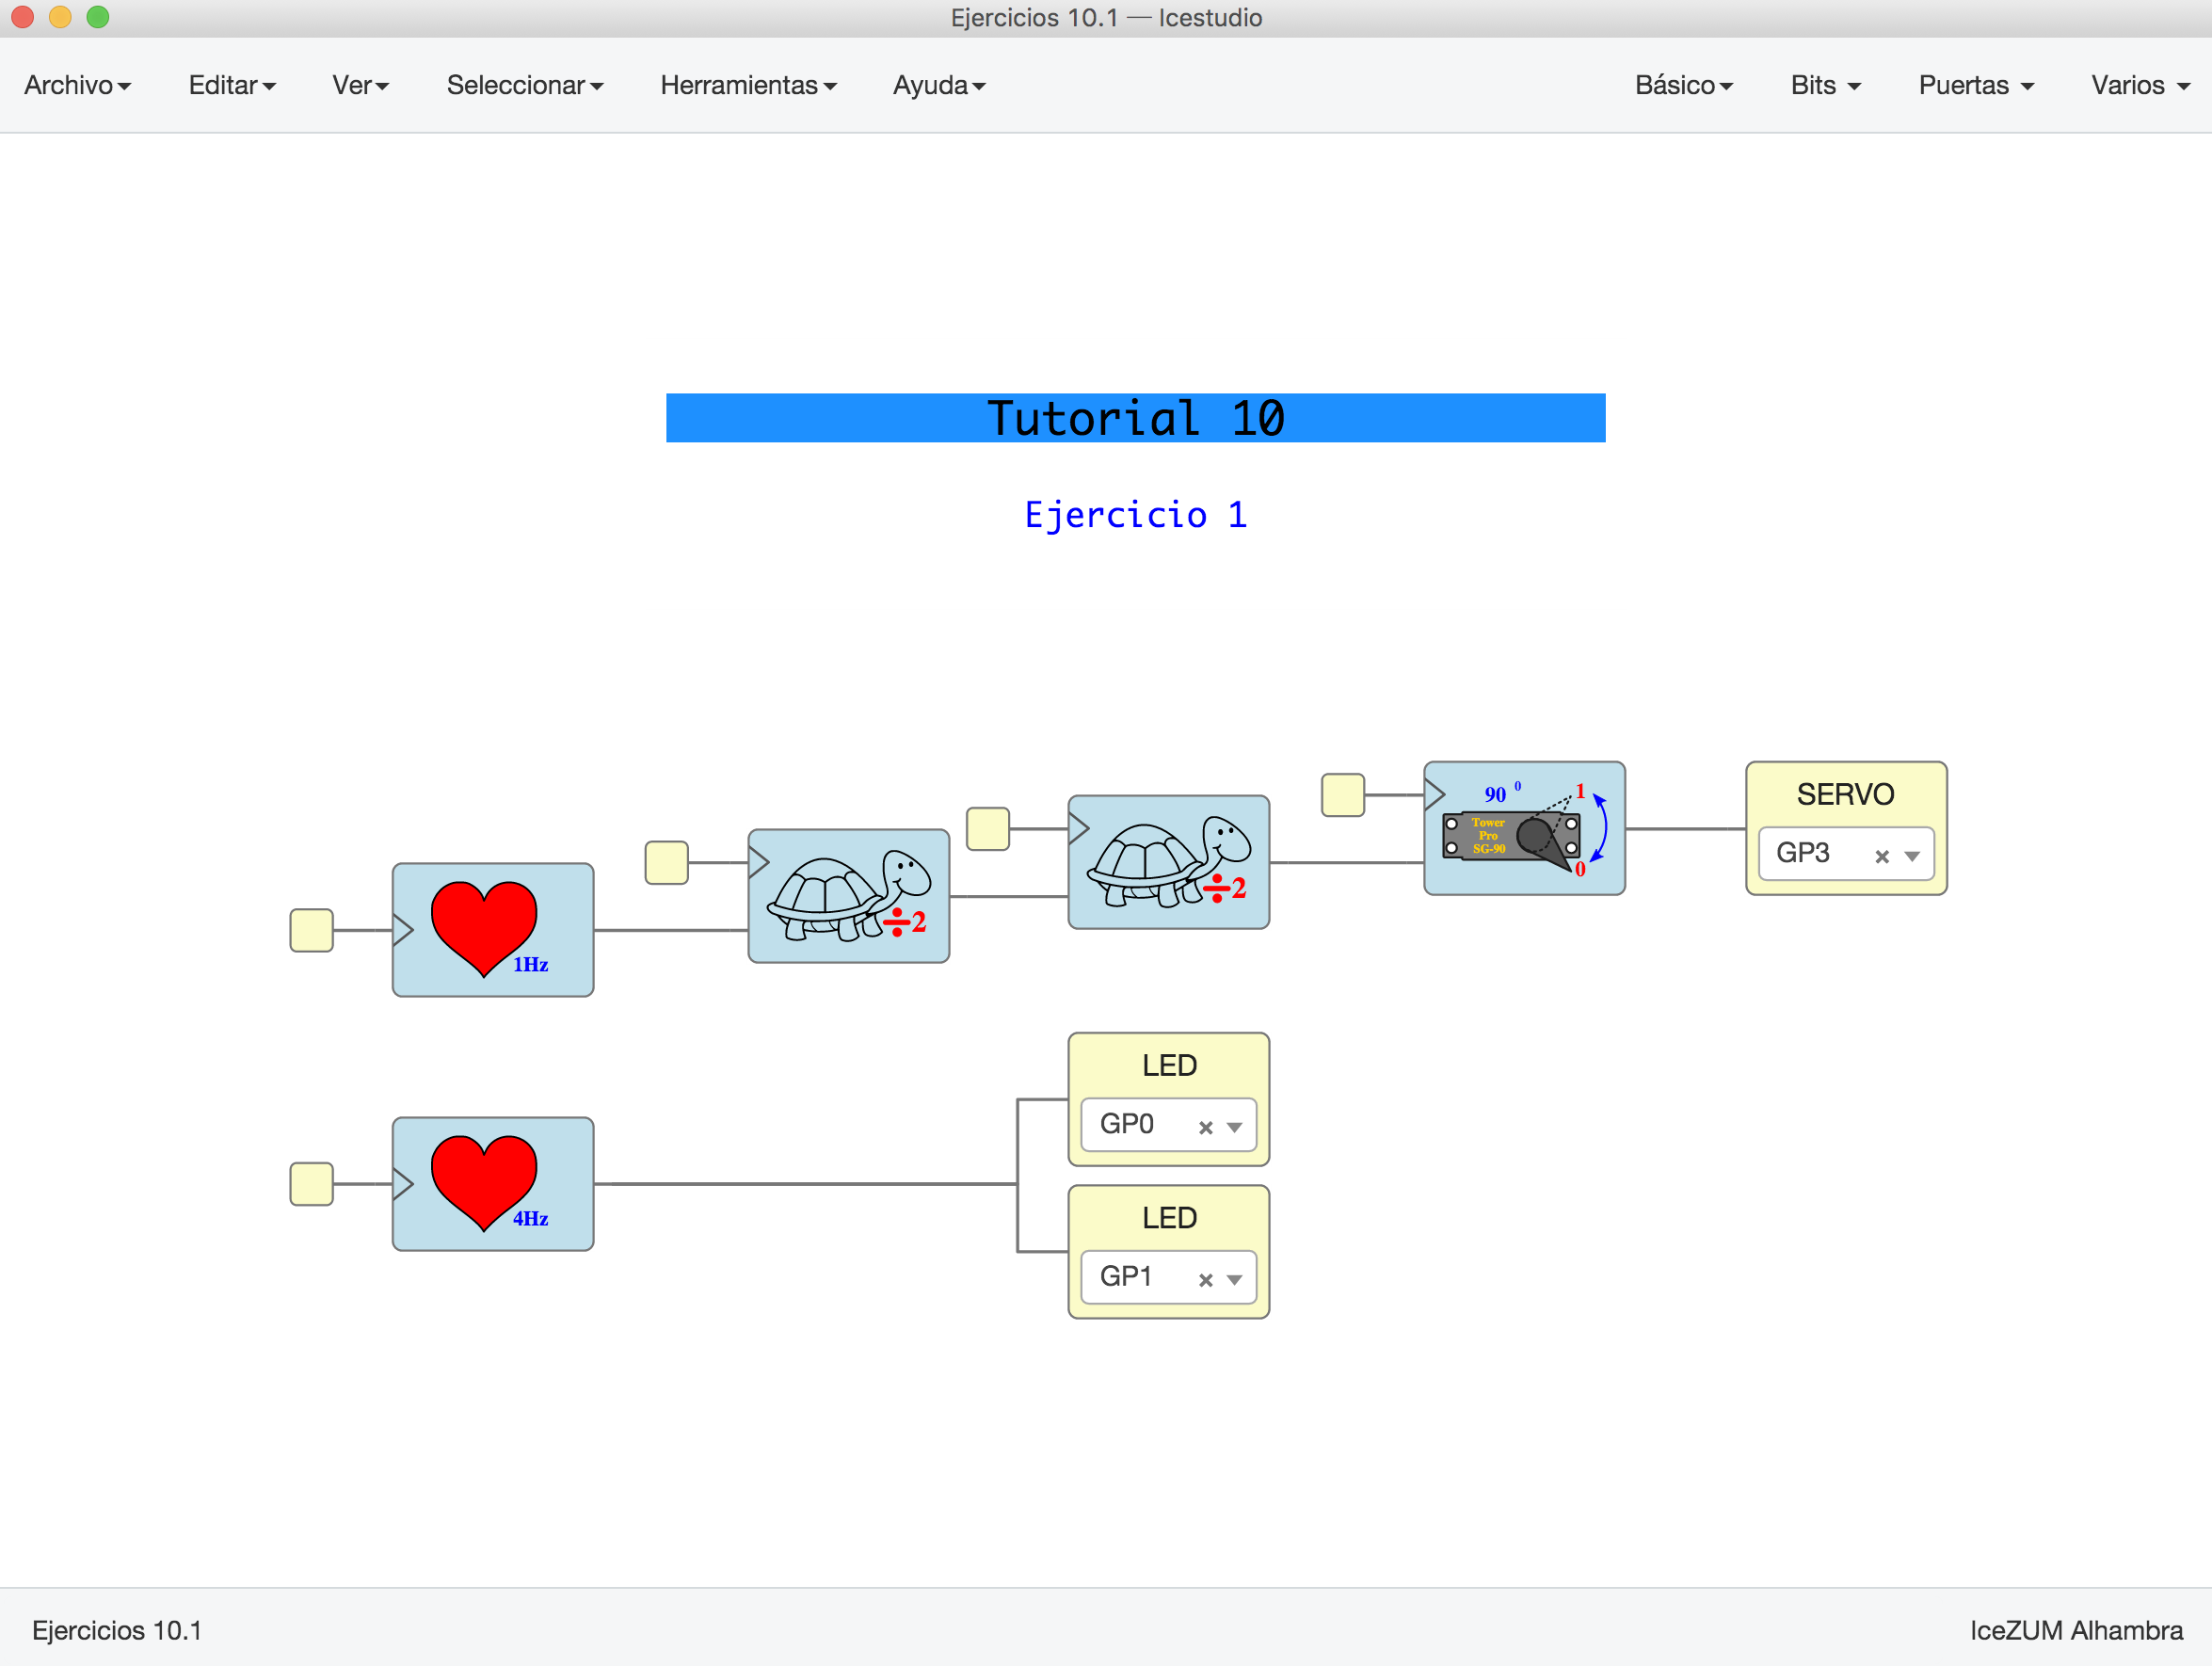 Ejercicios 10.1 — Icestudio
Archivo Editar Ver Seleccionar Herramientas Ayuda Básico Bits Puertas Varios
Tutorial 10
Ejercicio 1
1Hz
÷2
÷2
90 0
1
Tower
Pro
SG-90
0
SERVO
GP3
4Hz
LED
GP0
LED
GP1
Ejercicios 10.1
IceZUM Alhambra